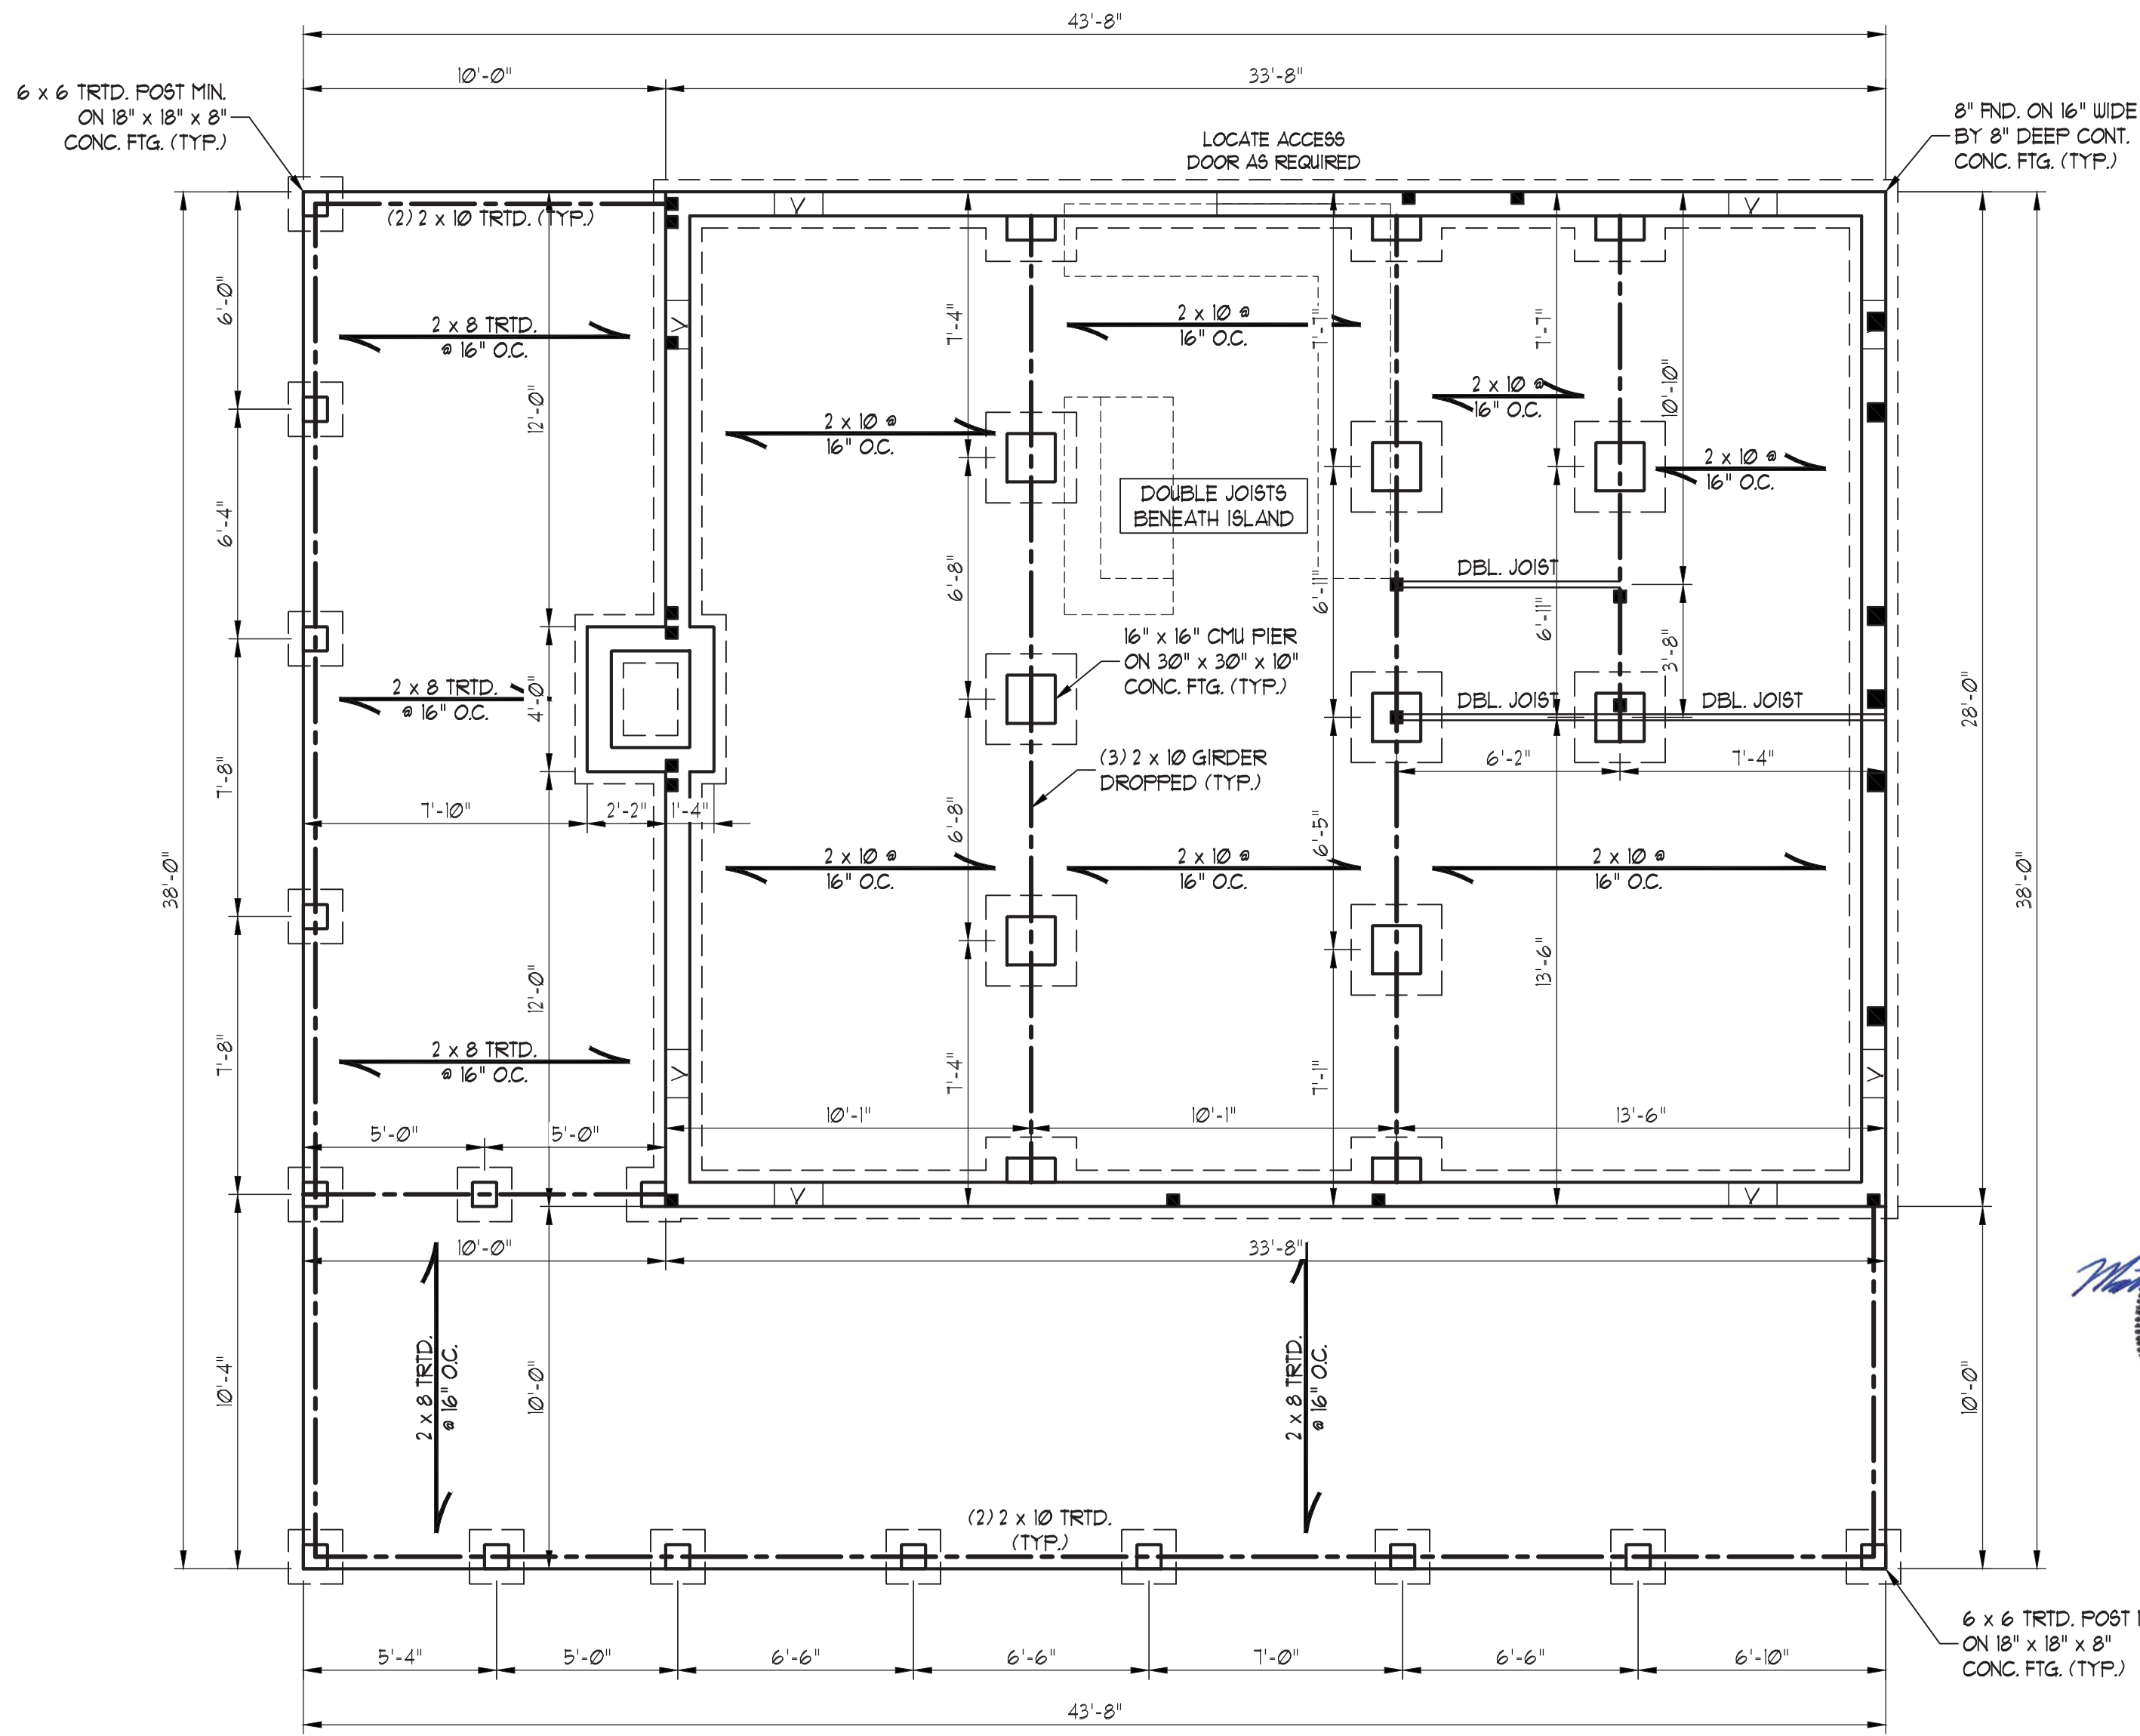 43'-8"
10'-0"
33'-8"
6 x 6 TRTD. POST MIN.
ON 18" x 18" x 8"
CONC. FTG. (TYP.)
LOCATE ACCESS
DOOR AS REQUIRED
8" FND. ON 16" WIDE
BY 8" DEEP CONT.
CONC. FTG. (TYP.)
V
V
(2) 2 x 10 TRTD. (TYP.)
6'-0"
2 x 8 TRTD.
@ 16" O.C.
V
12'-0"
7'-4"
2 x 10 @
16" O.C.
7'-7"
7'-7"
10'-10"
2 x 10 @
16" O.C.
2 x 10 @
16" O.C.
2 x 10 @
16" O.C.
6'-4"
DOUBLE JOISTS
BENEATH ISLAND
6'-8"
6'-11"
DBL. JOIST
6'-11"
3'-8"
16" x 16" CMU PIER
ON 30" x 30" x 10"
CONC. FTG. (TYP.)
2 x 8 TRTD.
@ 16" O.C.
4'-0"
DBL. JOIST
DBL. JOIST
28'-0"
7'-8"
(3) 2 x 10 GIRDER
DROPPED (TYP.)
6'-2"
7'-4"
7'-10"
2'-2"
1'-4"
6'-8"
6'-5"
38'-0"
38'-0"
2 x 10 @
16" O.C.
2 x 10 @
16" O.C.
2 x 10 @
16" O.C.
12'-0"
13'-6"
7'-8"
2 x 8 TRTD.
@ 16" O.C.
V
7'-4"
7'-1"
V
10'-1"
10'-1"
13'-6"
5'-0"
5'-0"
V
V
10'-0"
33'-8"
10'-4"
2 x 8 TRTD.
@ 16" O.C.
10'-0"
2 x 8 TRTD.
@ 16" O.C.
10'-0"
(2) 2 x 10 TRTD.
(TYP.)
6 x 6 TRTD. POST
ON 18" x 18" x 8"
CONC. FTG. (TYP.)
5'-4"
5'-0"
6'-6"
6'-6"
7'-0"
6'-6"
6'-10"
43'-8"